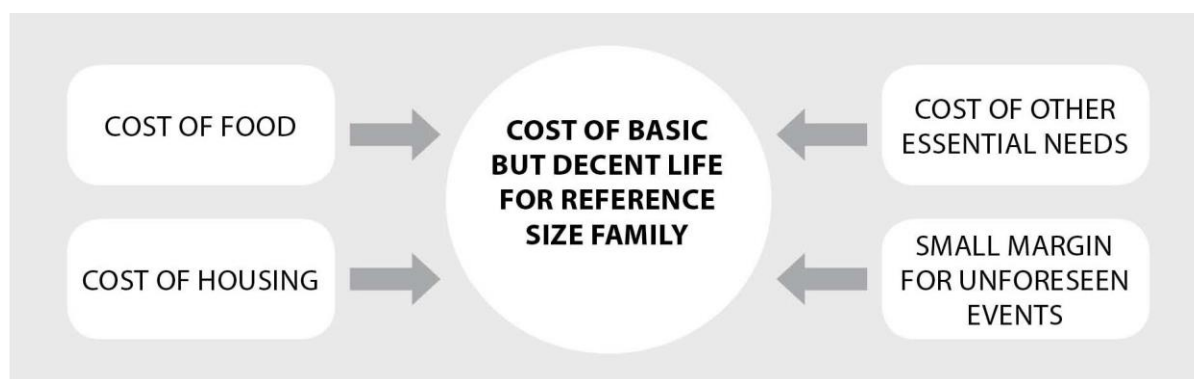 COST OF FOOD
COST OF HOUSING
COST OF BASIC
BUT DECENT LIFE
FOR REFERENCE
SIZE FAMILY
COST OF OTHER
ESSENTIAL NEEDS
SMALL MARGIN
FOR UNFORESEEN
EVENTS